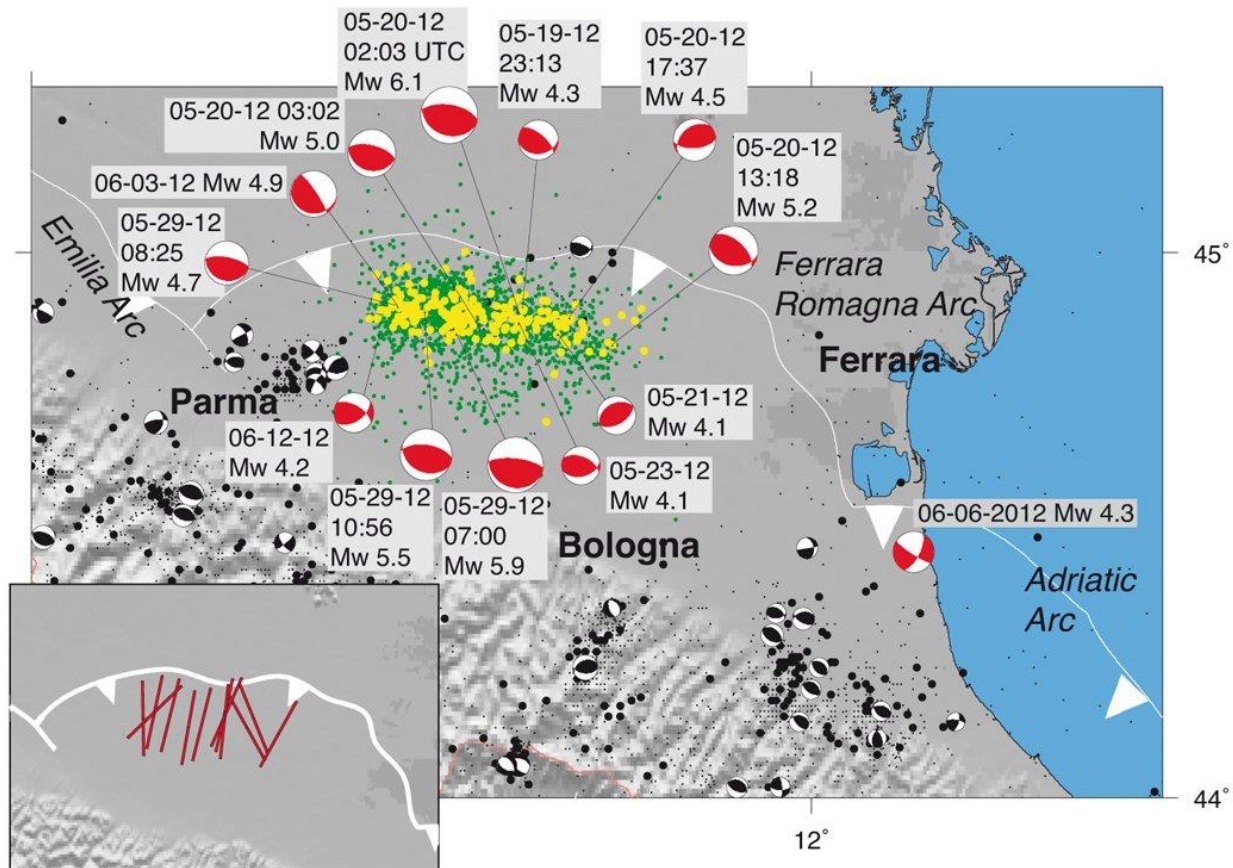 05-20-12
02:03 UTC
Mw 6.1
05-19-12
23:13
Mw 4.3
05-20-12
17:37
Mw 4.5
05-20-12 03:02
Mw 5.0
05-20-12
13:18
Mw 5.2
06-03-12 Mw 4.9
05-29-12
08:25
Mw 4.7
Emilia Arc
45°
Ferrara
Romagna Arc
Ferrara
Parma
06-12-12
Mw 4.2
05-29-12
10:56
Mw 5.5
05-29-12
07:00
Mw 5.9
05-23-12
Mw 4.1
05-21-12
Mw 4.1
Bologna
06-06-2012 Mw 4.3
Adriatic
Arc
44°
12°